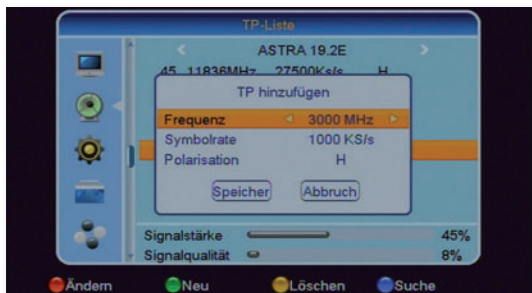 TP-Liste
ASTRA 19.2E
45 11836MHz 27500Ks/s H
TP hinzufügen
Frequenz 3000 MHz
Symbolrate 1000 KS/s
Polarisation H
Speicher Abbruch
Signalstärke 45%
Signalqualität 8%
Ändern Neu Löschen Suche